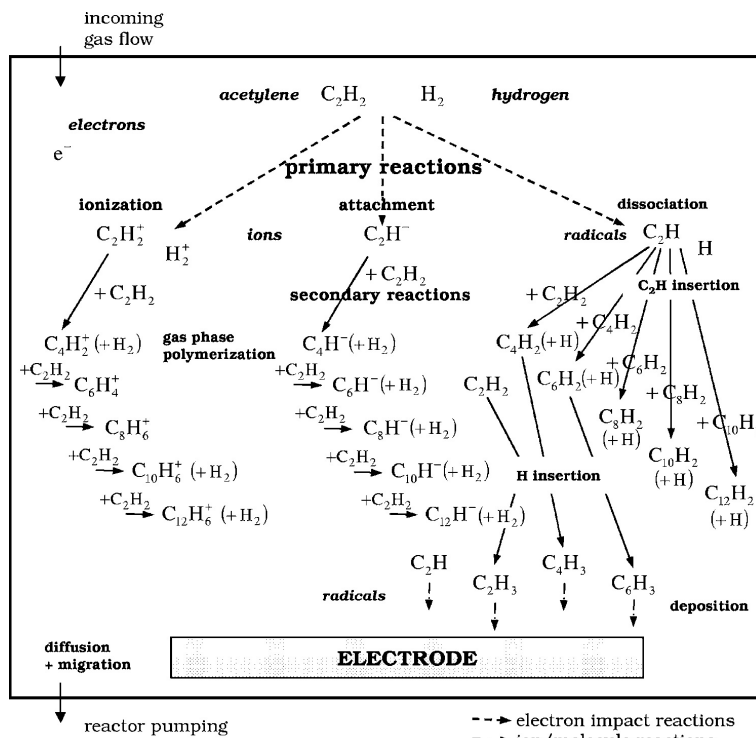 incoming
gas flow
acetylene C₂H₂ H₂ hydrogen
electrons
e⁻
primary reactions
ionization attachment dissociation
C₂H₂⁺ H₂⁺ ions C₂H⁻ radicals C₂H H
+ C₂H₂ + C₂H₂ + C₂H₂ C₂H insertion
secondary reactions
+ C₄H₂
C₄H₂⁺ (+ H₂) gas phase C₄H⁻ (+ H₂) C₄H₂ (+ H)
polymerization
+ C₆H₂
+C₂H₂ C₆H₄⁺ +C₂H₂ C₆H⁻ (+ H₂) C₂H₂ C₆H₂ (+ H)
+ C₈H₂
+C₂H₂ C₈H₆⁺ +C₂H₂ C₈H⁻ (+ H₂) C₈H₂ + C₁₀H
(+ H)
+C₂H₂ C₁₀H₆⁺ (+ H₂) +C₂H₂ C₁₀H⁻ (+ H₂) H insertion C₁₀H₂
(+ H)
+C₂H₂ C₁₂H₆⁺ (+ H₂) +C₂H₂ C₁₂H⁻ (+ H₂) C₁₂H₂
(+ H)
radicals C₂H C₂H₃ C₄H₃ C₆H₃ deposition
diffusion
+ migration
ELECTRODE
reactor pumping
electron impact reactions